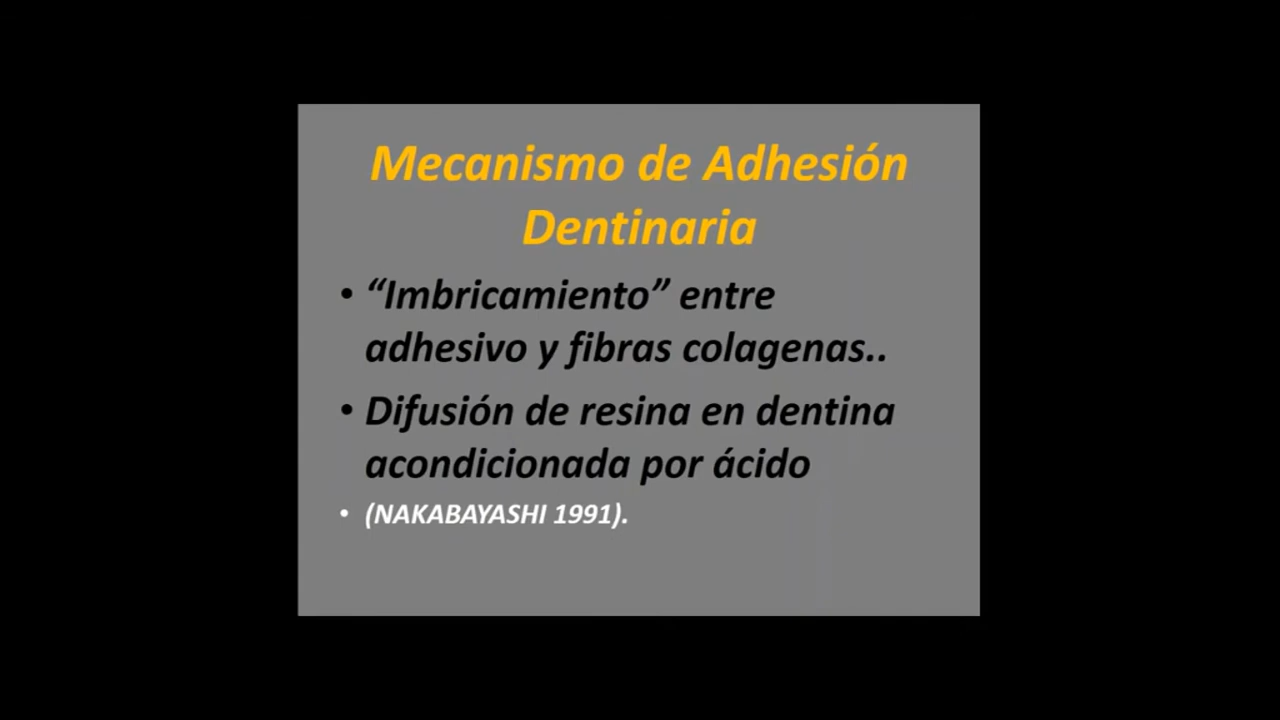 Mecanismo de Adhesión
Dentinaria
• “Imbricamiento” entre
adhesivo y fibras colagenas..
• Difusión de resina en dentina
acondicionada por ácido
• (NAKABAYASHI 1991).